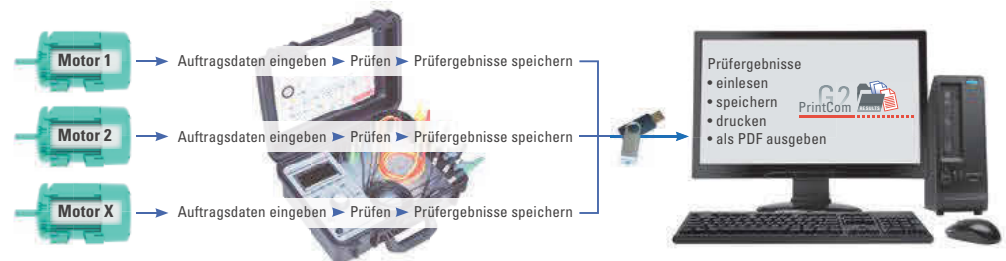 Motor 1 Auftragsdaten eingeben Prüfen Prüfergebnisse speichern
Motor 2 Auftragsdaten eingeben Prüfen Prüfergebnisse speichern
Motor X Auftragsdaten eingeben Prüfen Prüfergebnisse speichern
Prüfergebnisse
• einlesen
• speichern
• drucken
• als PDF ausgeben
G2
PrintCom
RESULTS